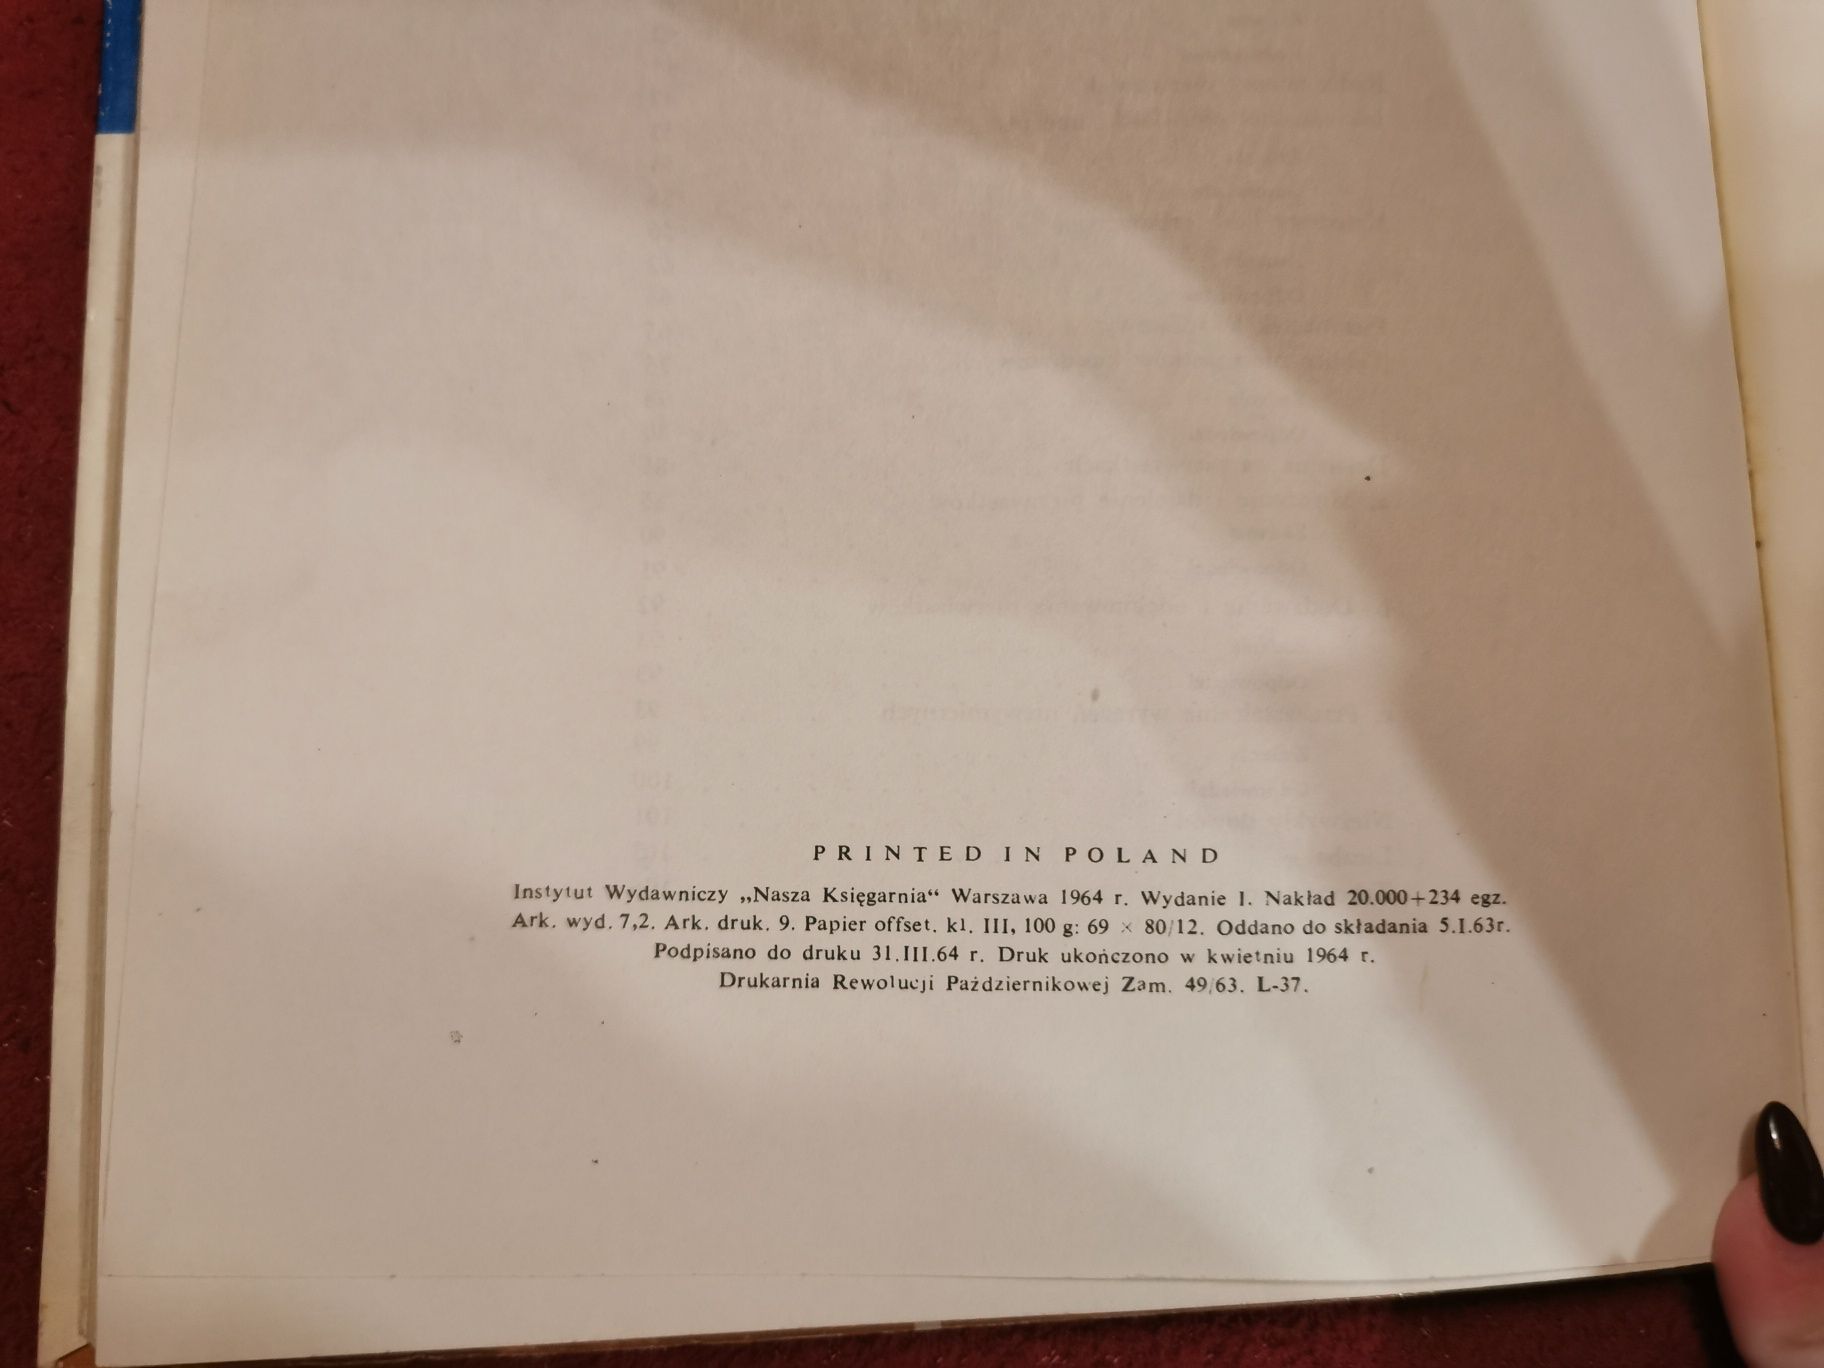 PRINTED IN POLAND
Instytut Wydawniczy „Nasza Księgarnia“ Warszawa 1964 r. Wydanie I. Nakład 20.000+234 egz.
Ark. wyd. 7,2. Ark. druk. 9. Papier offset. kl. III, 100 g: 69 × 80/12. Oddano do składania 5.I.63r.
Podpisano do druku 31.III.64 r. Druk ukończono w kwietniu 1964 r.
Drukarnia Rewolucji Październikowej Zam. 49/63. L-37.